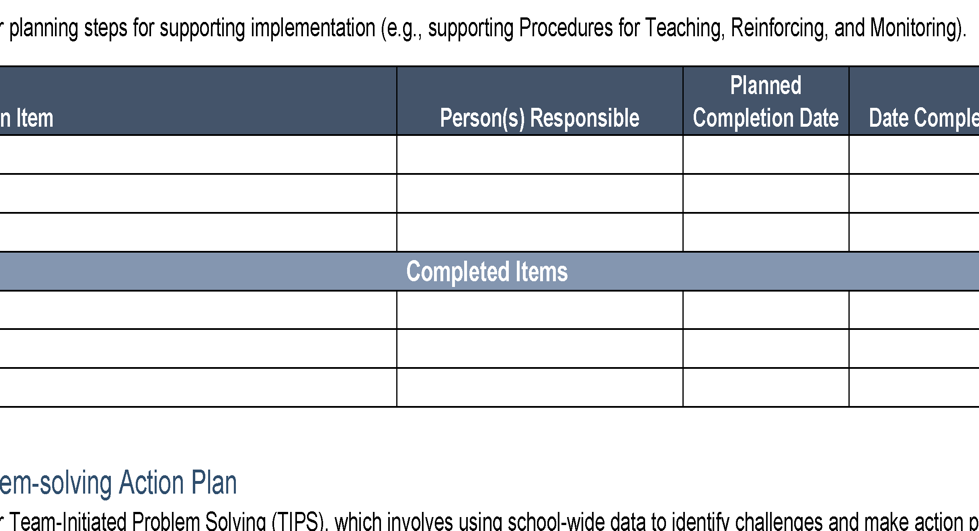 r planning steps for supporting implementation (e.g., supporting Procedures for Teaching, Reinforcing, and Monitoring).
n Item
Person(s) Responsible
Planned
Completion Date
Date Comple
Completed Items
em-solving Action Plan
r Team-Initiated Problem Solving (TIPS), which involves using school-wide data to identify challenges and make action p